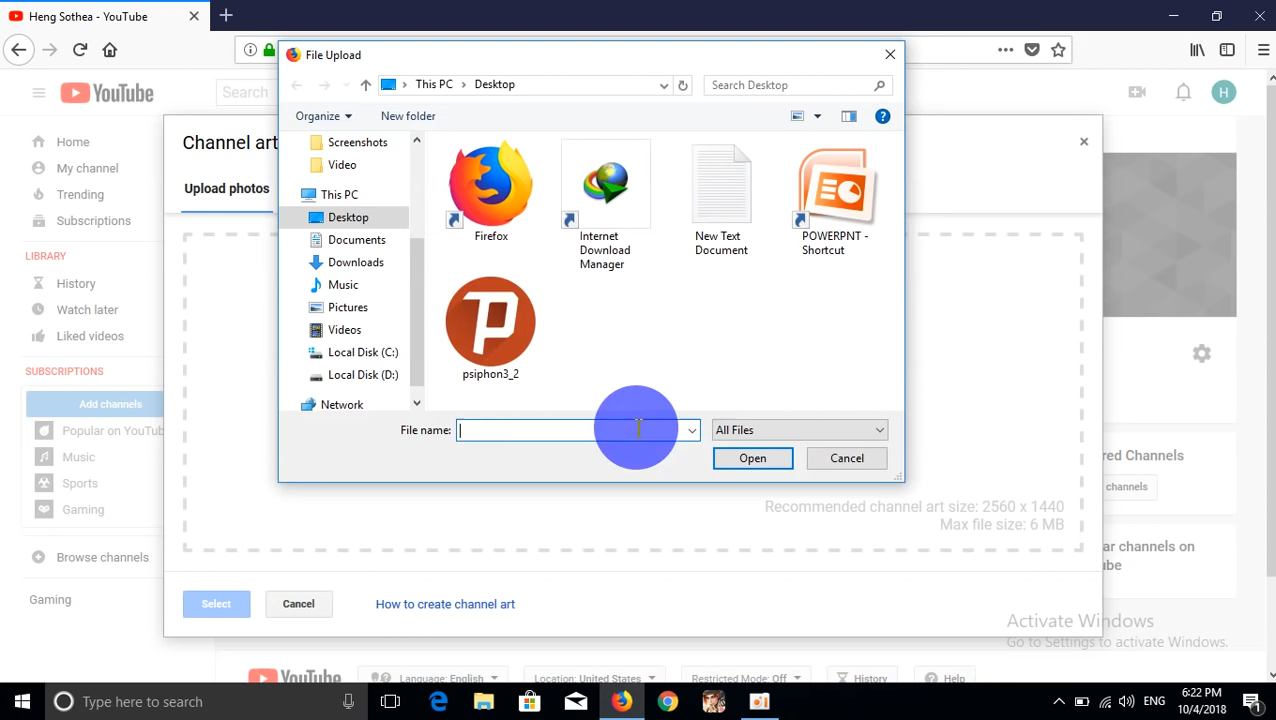 Heng Sothea - YouTube
File Upload
This PC
Desktop
Search Desktop
Organize
New folder
Screenshots
Video
This PC
Desktop
Documents
Downloads
Music
Pictures
Videos
Local Disk (C:)
Local Disk (D:)
Network
Firefox
Internet
Download
Manager
New Text
Document
POWERPNT -
Shortcut
psiphon3_2
File name:
All Files
Open
Cancel
YouTube
Search
H
Home
My channel
Trending
Subscriptions
LIBRARY
History
Watch later
Liked videos
SUBSCRIPTIONS
Add channels
Popular on YouTub
Music
Sports
Gaming
Browse channels
Gaming
Channel art
Upload photos
Recommended channel art size: 2560 x 1440
Max file size: 6 MB
Select
Cancel
How to create channel art
red Channels
channels
ar channels on
be
Activate Windows
Go to Settings to activate Windows.
YouTube
Language: English
Location: United States
Restricted Mode: Off
History
Help
Type here to search
ENG
6:22 PM
10/4/2018
1